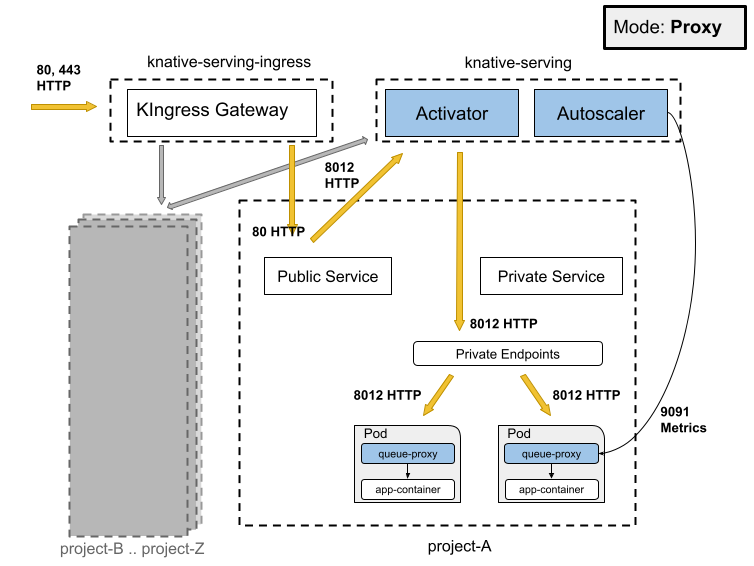 Mode: Proxy
knative-serving-ingress
knative-serving
80, 443
HTTP
KIngress Gateway
Activator
Autoscaler
8012
HTTP
80 HTTP
Public Service
Private Service
8012 HTTP
Private Endpoints
8012 HTTP
8012 HTTP
9091
Metrics
Pod
queue-proxy
app-container
Pod
queue-proxy
app-container
project-B .. project-Z
project-A